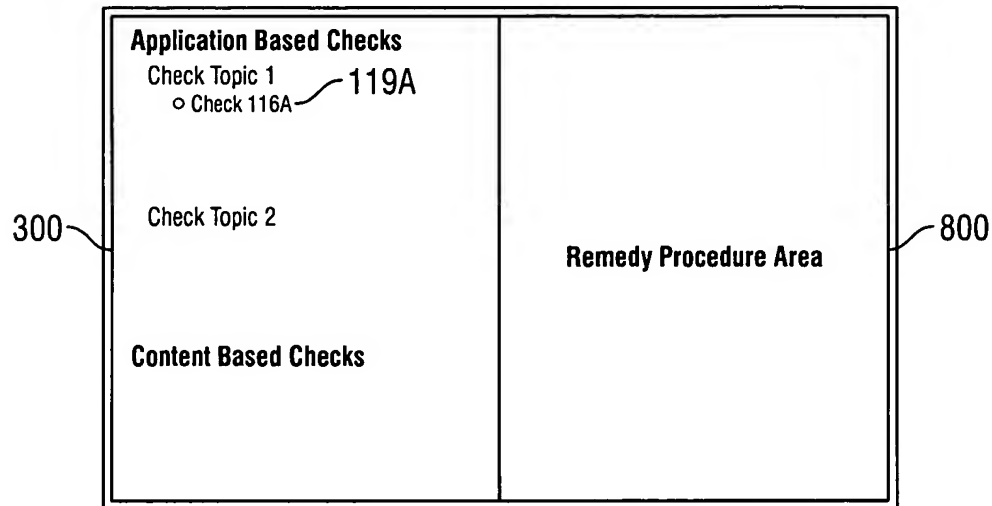 Application Based Checks
Check Topic 1
119A
Check 116A
Check Topic 2
300
800
Remedy Procedure Area
Content Based Checks